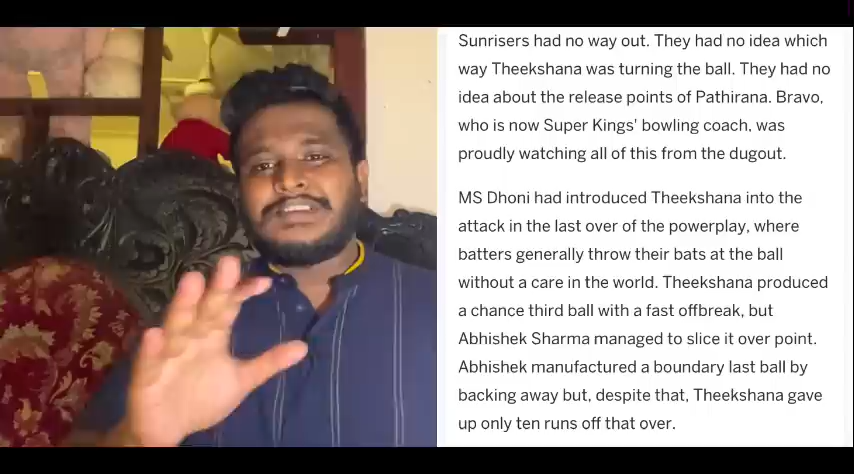 Sunrisers had no way out. They had no idea which
way Theekshana was turning the ball. They had no
idea about the release points of Pathirana. Bravo,
who is now Super Kings' bowling coach, was
proudly watching all of this from the dugout.
MS Dhoni had introduced Theekshana into the
attack in the last over of the powerplay, where
batters generally throw their bats at the ball
without a care in the world. Theekshana produced
a chance third ball with a fast offbreak, but
Abhishek Sharma managed to slice it over point.
Abhishek manufactured a boundary last ball by
backing away but, despite that, Theekshana gave
up only ten runs off that over.